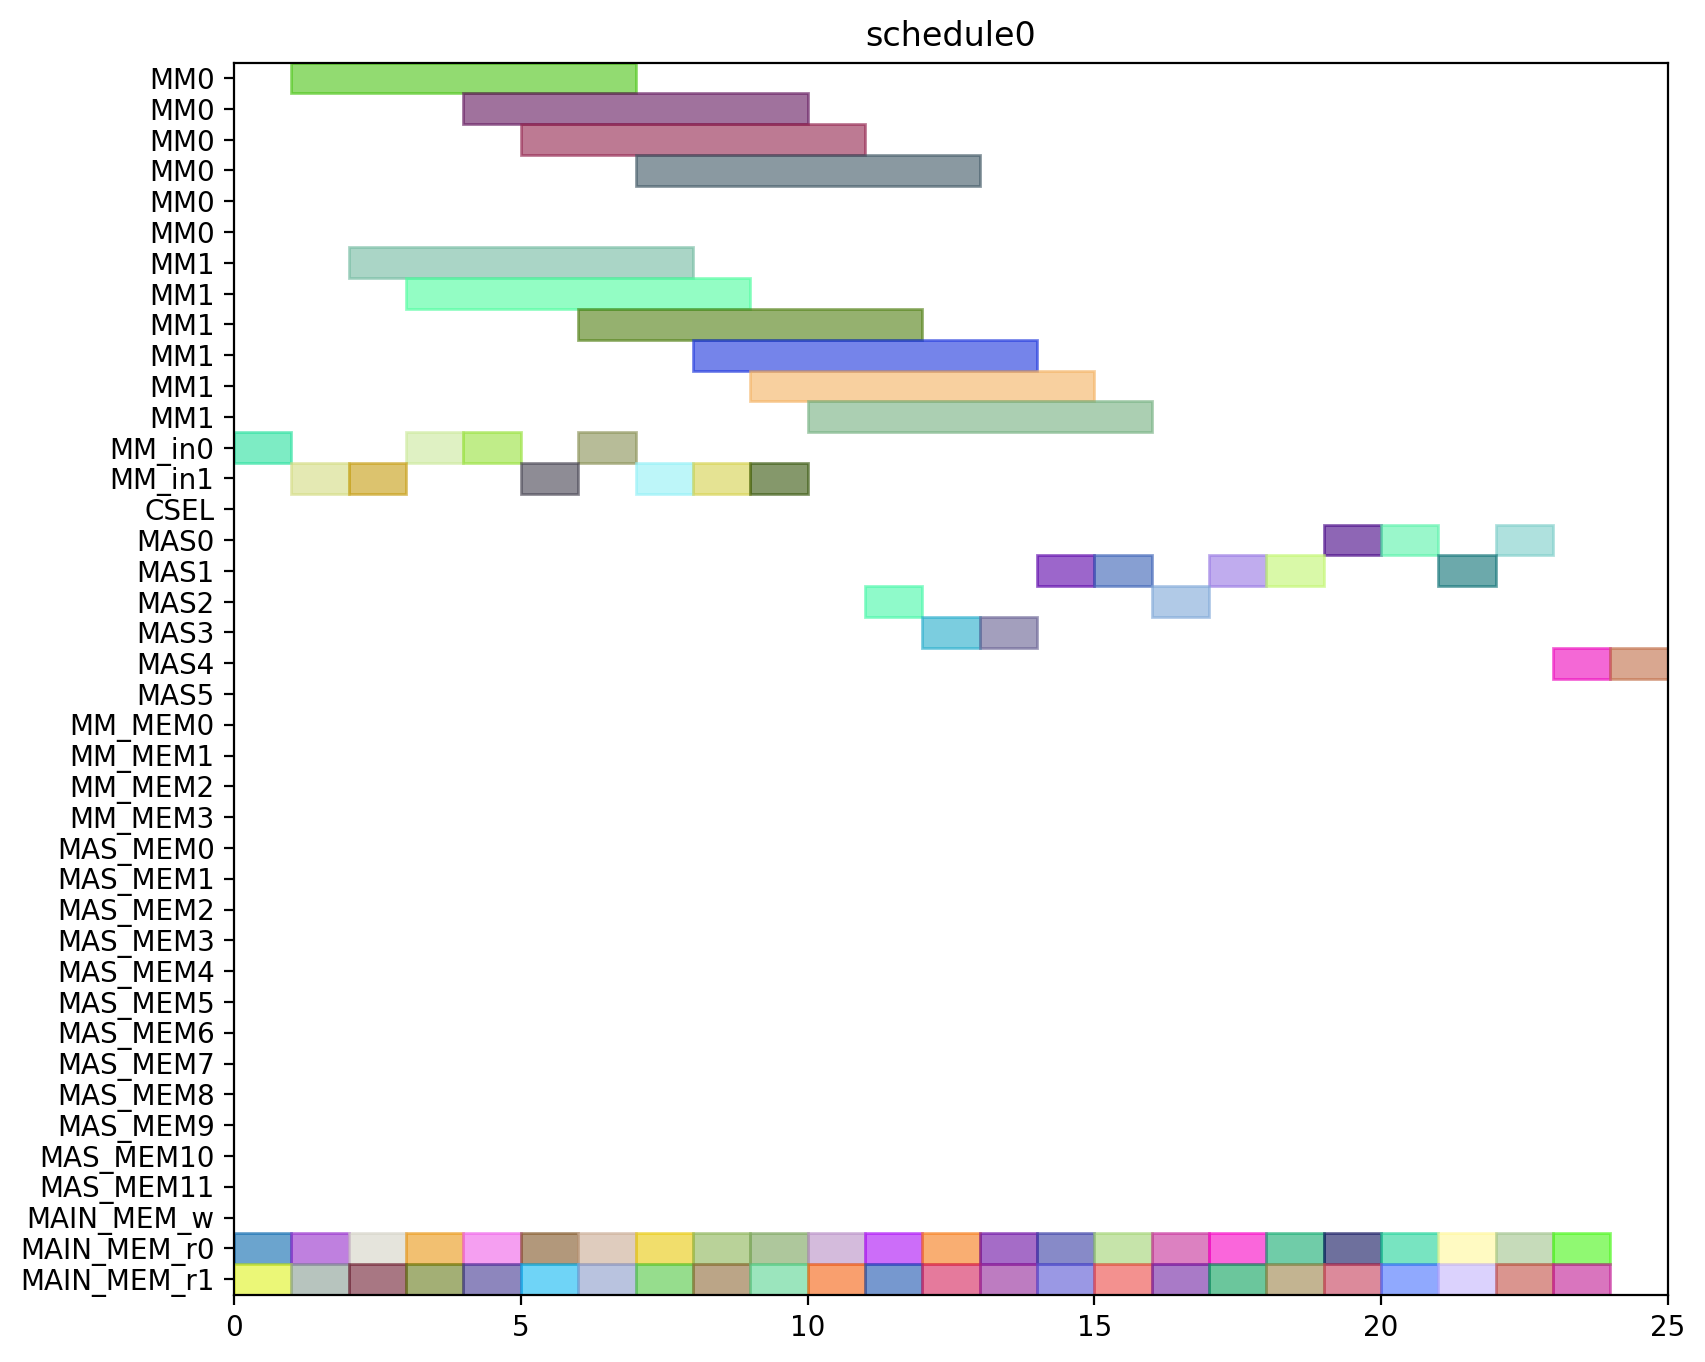 schedule0
MM0
MM0
MM0
MM0
MM0
MM0
MM1
MM1
MM1
MM1
MM1
MM1
MM_in0
MM_in1
CSEL
MAS0
MAS1
MAS2
MAS3
MAS4
MAS5
MM_MEM0
MM_MEM1
MM_MEM2
MM_MEM3
MAS_MEM0
MAS_MEM1
MAS_MEM2
MAS_MEM3
MAS_MEM4
MAS_MEM5
MAS_MEM6
MAS_MEM7
MAS_MEM8
MAS_MEM9
MAS_MEM10
MAS_MEM11
MAIN_MEM_w
MAIN_MEM_r0
MAIN_MEM_r1
0 5 10 15 20 25